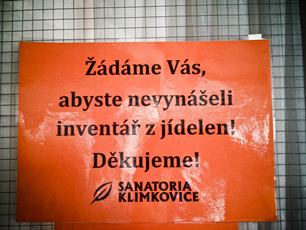 Žádáme Vás,
abyste nevynášeli
inventář z jídelen!
Děkujeme!
SANATORIA
KLIMKOVICE